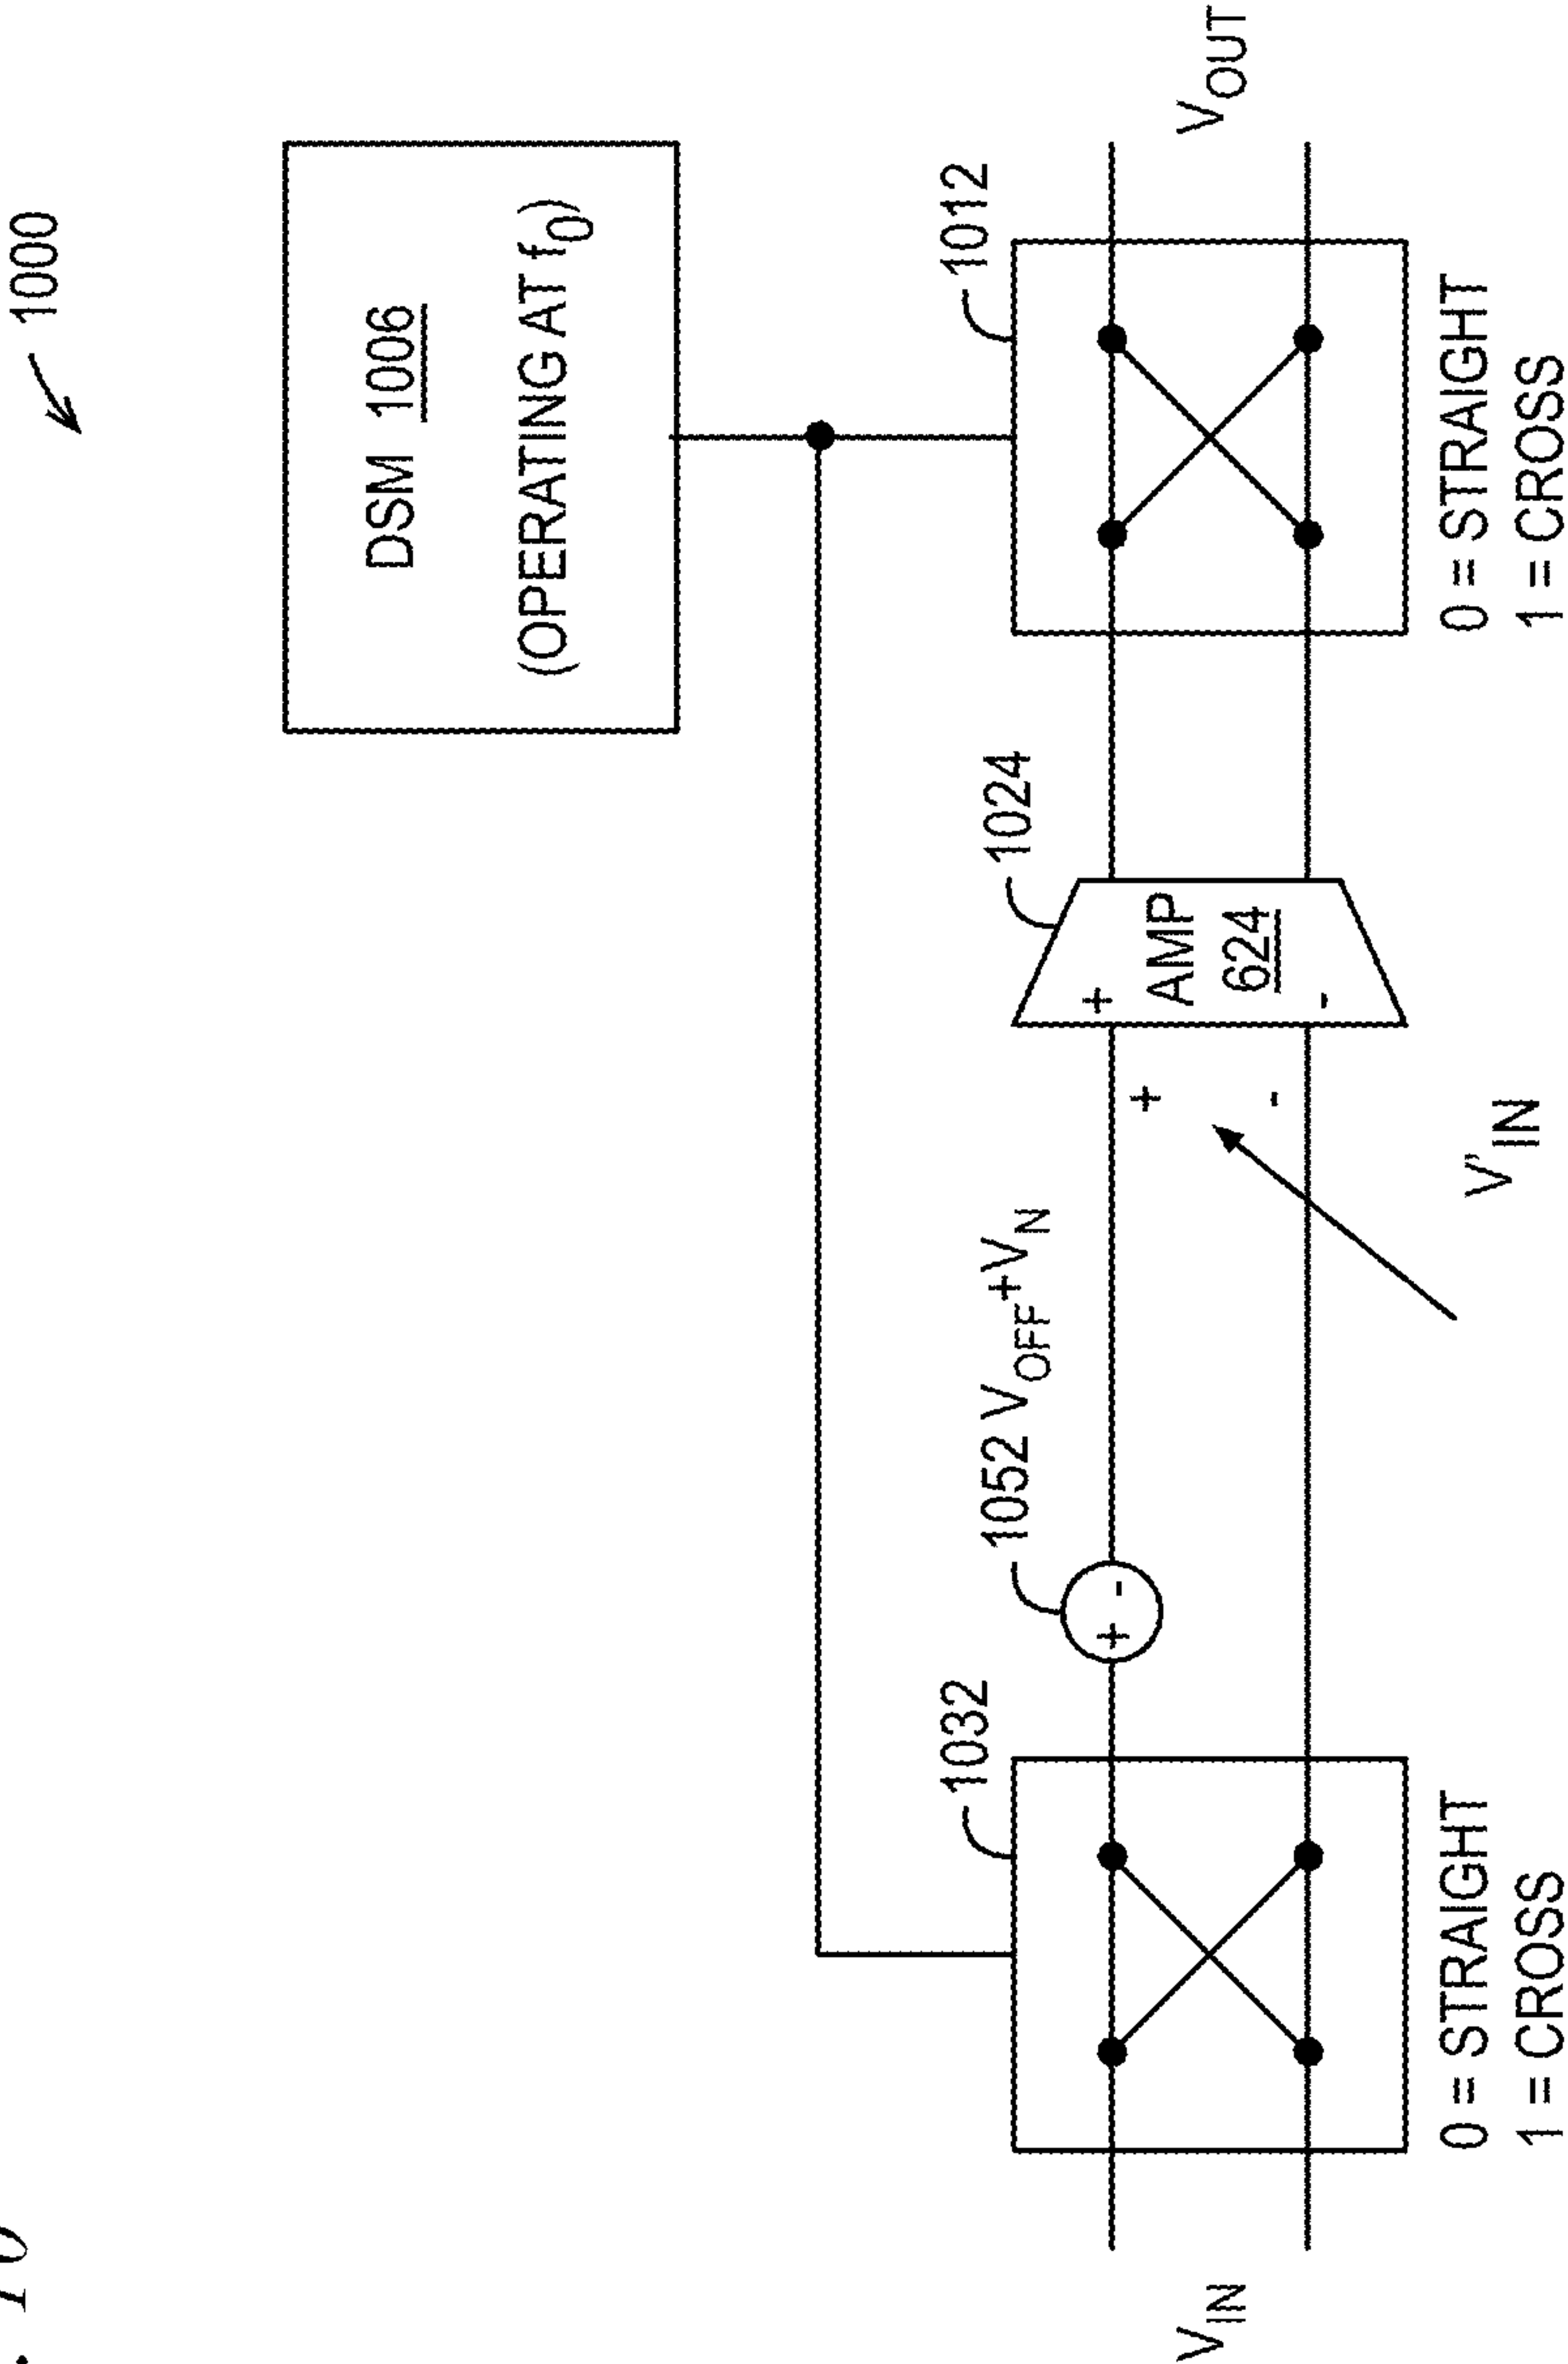 . 10
1000
DSM 1006
(OPERATING AT f0)
1032
1052 VOFF+VN
1024
1012
VIN
+ -
+
-
+
AMP
624
-
VOUT
V'IN
0 = STRAIGHT
1 = CROSS
0 = STRAIGHT
1 = CROSS